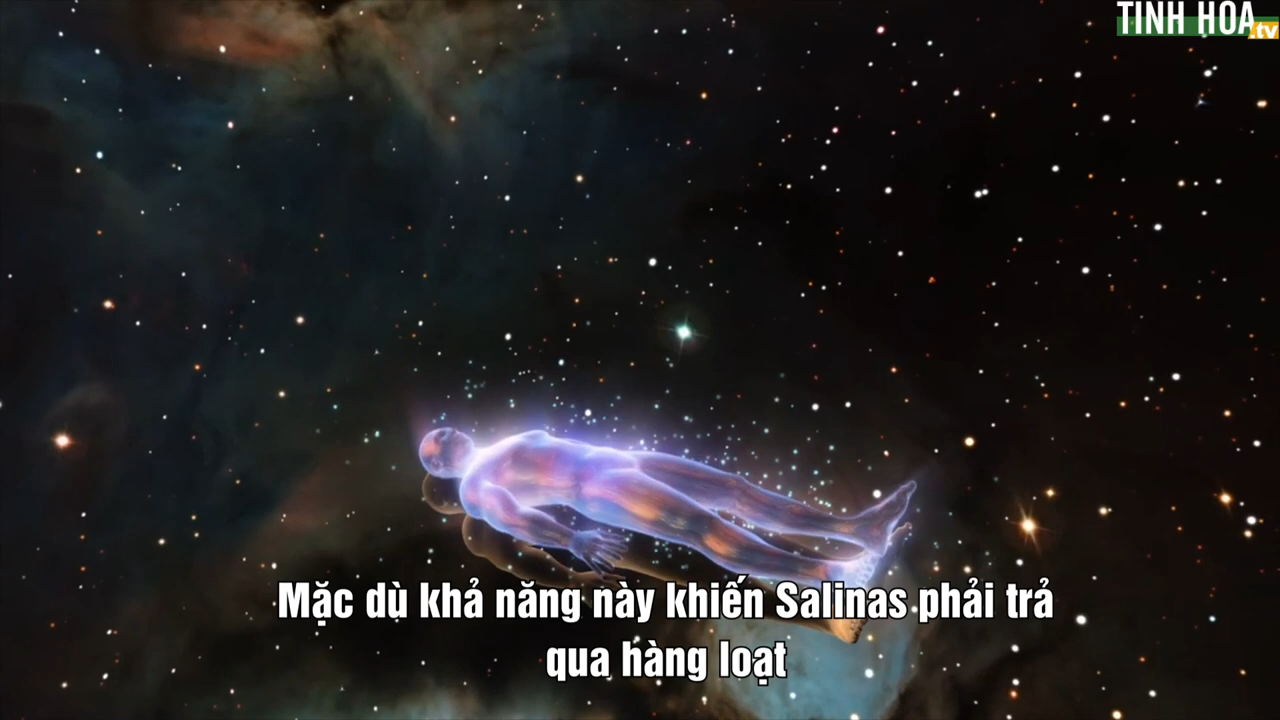 TINH HOA
.tv
Mặc dù khả năng này khiến Salinas phải trả
qua hàng loạt